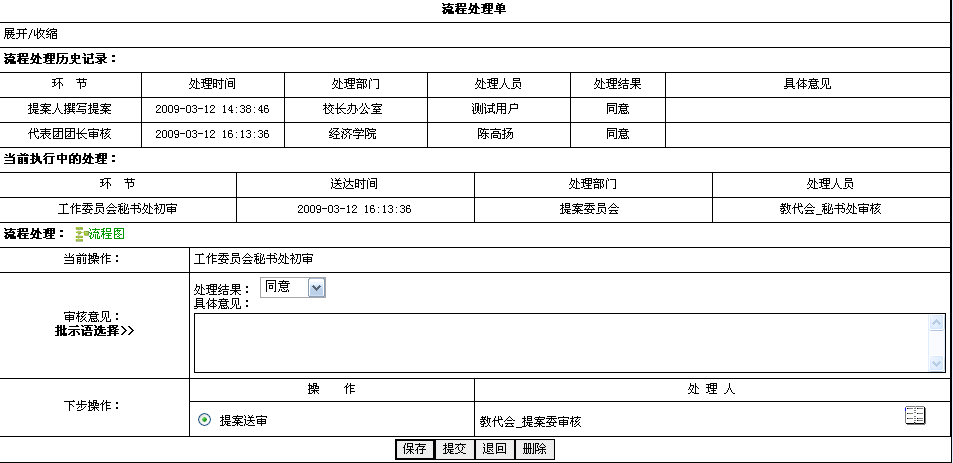 流程处理单
展开/收缩
流程处理历史记录：
环 节 处理时间 处理部门 处理人员 处理结果 具体意见
提案人撰写提案 2009-03-12 14:38:46 校长办公室 测试用户 同意
代表团团长审核 2009-03-12 16:13:36 经济学院 陈高扬 同意
当前执行中的处理：
环 节 送达时间 处理部门 处理人员
工作委员会秘书处初审 2009-03-12 16:13:36 提案委员会 教代会_秘书处审核
流程处理： 流程图
当前操作： 工作委员会秘书处初审
处理结果： 同意
具体意见：
审核意见：
批示语选择>>
下步操作：
操 作 处 理 人
提案送审 教代会_提案委审核
保存 提交 退回 删除